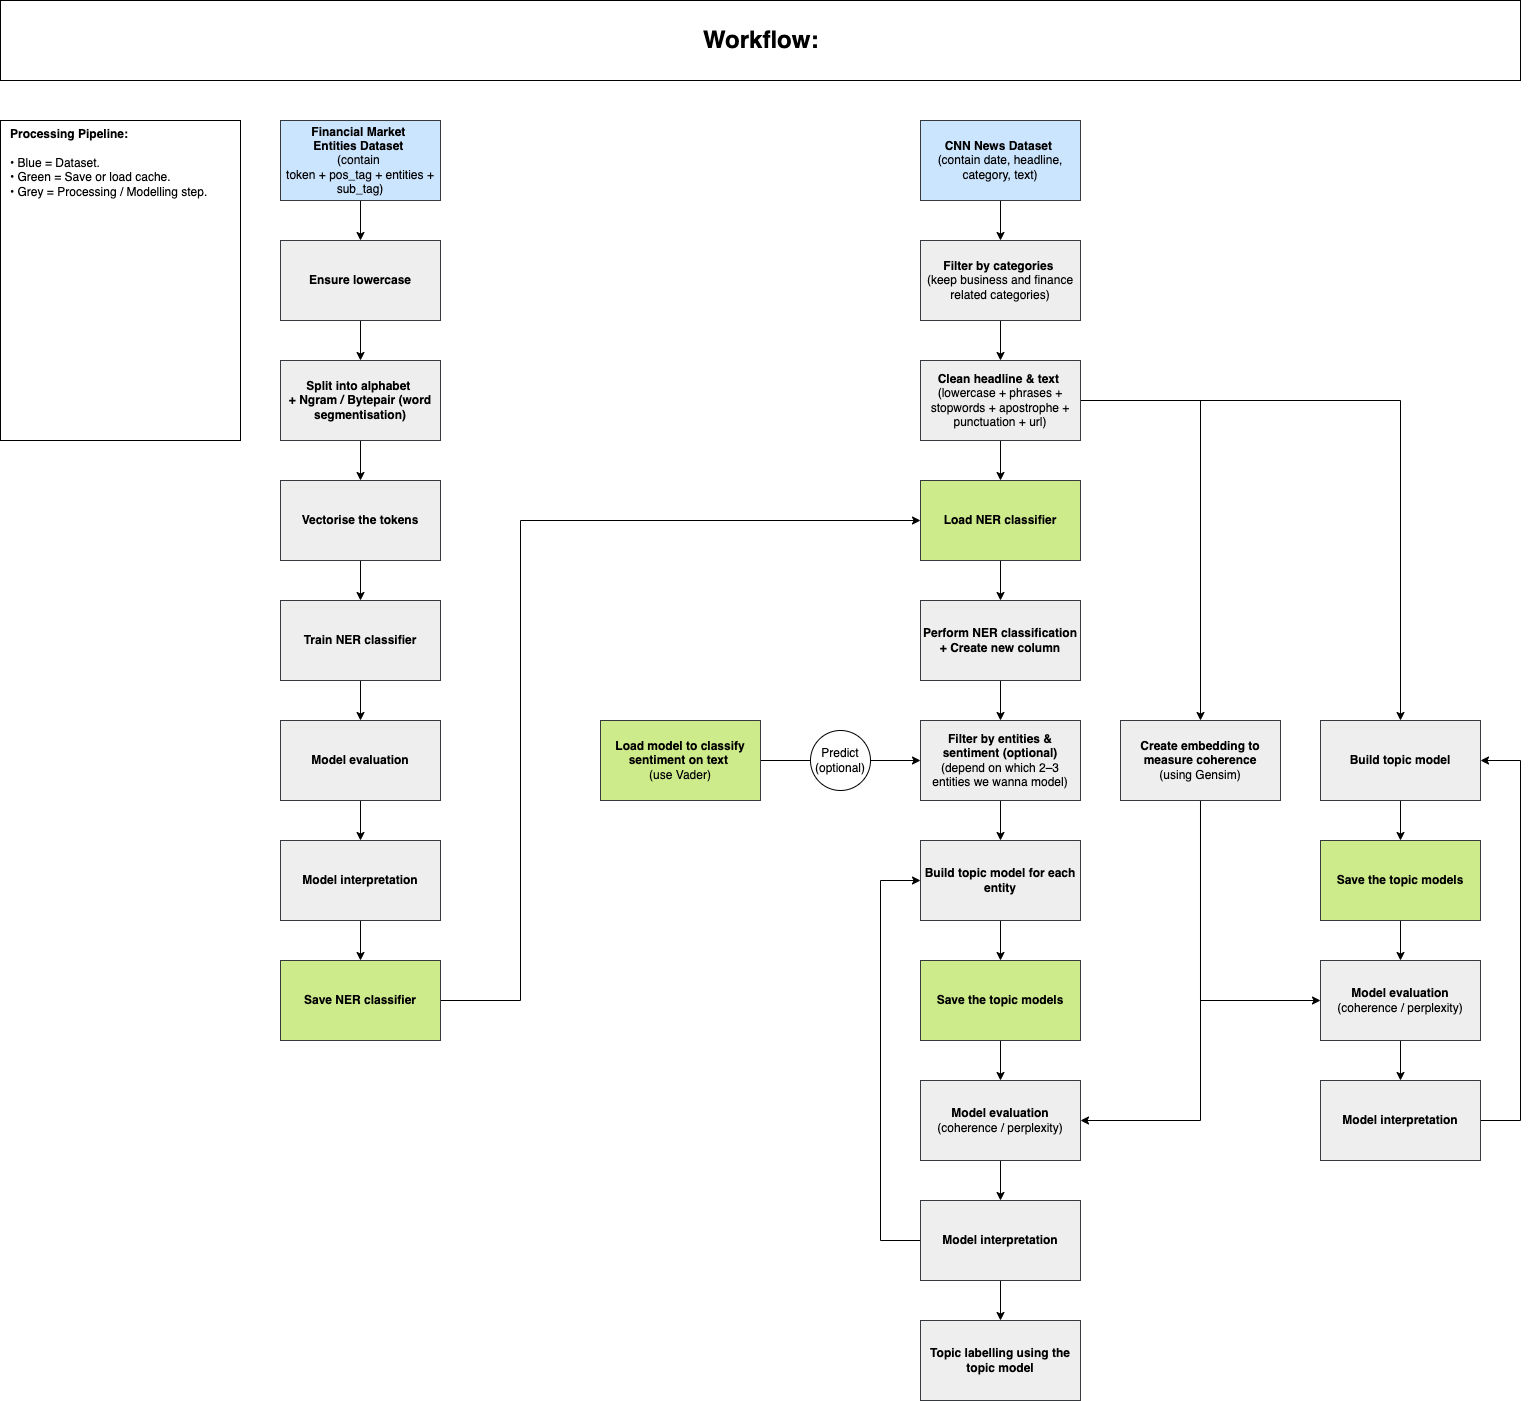 Workflow:
Processing Pipeline:
• Blue = Dataset.
• Green = Save or load cache.
• Grey = Processing / Modelling step.
Financial Market
Entities Dataset
(contain
token + pos_tag + entities +
sub_tag)
Ensure lowercase
Split into alphabet
+ Ngram / Bytepair (word
segmentisation)
Vectorise the tokens
Train NER classifier
Model evaluation
Model interpretation
Save NER classifier
CNN News Dataset
(contain date, headline,
category, text)
Filter by categories
(keep business and finance
related categories)
Clean headline & text
(lowercase + phrases +
stopwords + apostrophe +
punctuation + url)
Load NER classifier
Perform NER classification
+ Create new column
Load model to classify
sentiment on text
(use Vader)
Predict
(optional)
Filter by entities &
sentiment (optional)
(depend on which 2–3
entities we wanna model)
Build topic model for each
entity
Save the topic models
Model evaluation
(coherence / perplexity)
Model interpretation
Topic labelling using the
topic model
Create embedding to
measure coherence
(using Gensim)
Build topic model
Save the topic models
Model evaluation
(coherence / perplexity)
Model interpretation